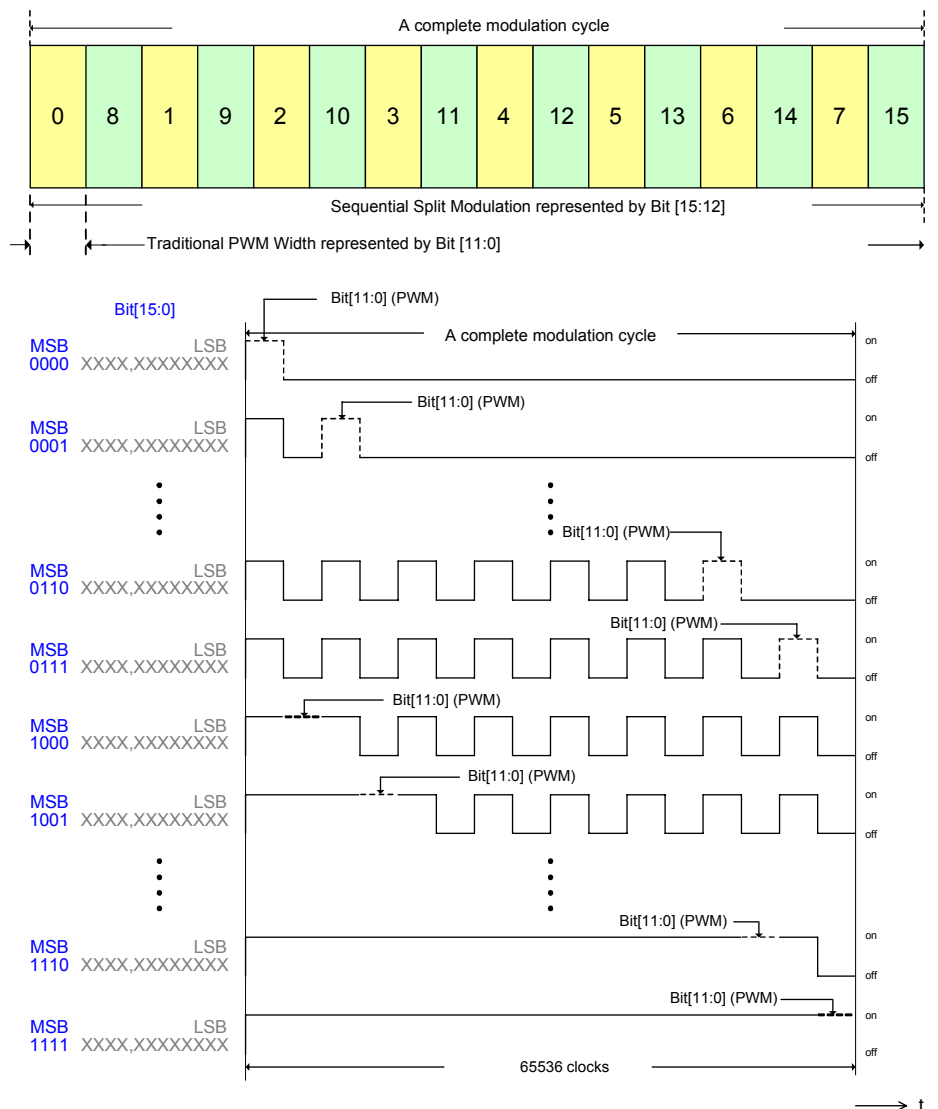 A complete modulation cycle
0 8 1 9 2 10 3 11 4 12 5 13 6 14 7 15
Sequential Split Modulation represented by Bit [15:12]
Traditional PWM Width represented by Bit [11:0]
Bit[15:0]
Bit[11:0] (PWM)
A complete modulation cycle
MSB LSB
0000 XXXX,XXXXXXXX
on
off
Bit[11:0] (PWM)
MSB LSB
0001 XXXX,XXXXXXXX
on
off
Bit[11:0] (PWM)
MSB LSB
0110 XXXX,XXXXXXXX
on
off
Bit[11:0] (PWM)
MSB LSB
0111 XXXX,XXXXXXXX
on
off
Bit[11:0] (PWM)
MSB LSB
1000 XXXX,XXXXXXXX
on
off
Bit[11:0] (PWM)
MSB LSB
1001 XXXX,XXXXXXXX
on
off
Bit[11:0] (PWM)
MSB LSB
1110 XXXX,XXXXXXXX
on
off
Bit[11:0] (PWM)
MSB LSB
1111 XXXX,XXXXXXXX
on
off
65536 clocks
t